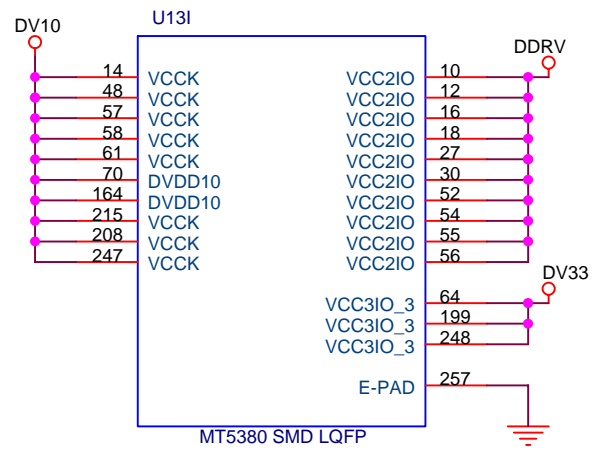 U13I
DV10
DDRV
14 VCCK VCC2IO 10
48 VCCK VCC2IO 12
57 VCCK VCC2IO 16
58 VCCK VCC2IO 18
61 VCCK VCC2IO 27
70 DVDD10 VCC2IO 30
164 DVDD10 VCC2IO 52
215 VCCK VCC2IO 54
208 VCCK VCC2IO 55
247 VCCK VCC2IO 56
DV33
VCC3IO_3 64
VCC3IO_3 199
VCC3IO_3 248
E-PAD 257
MT5380 SMD LQFP